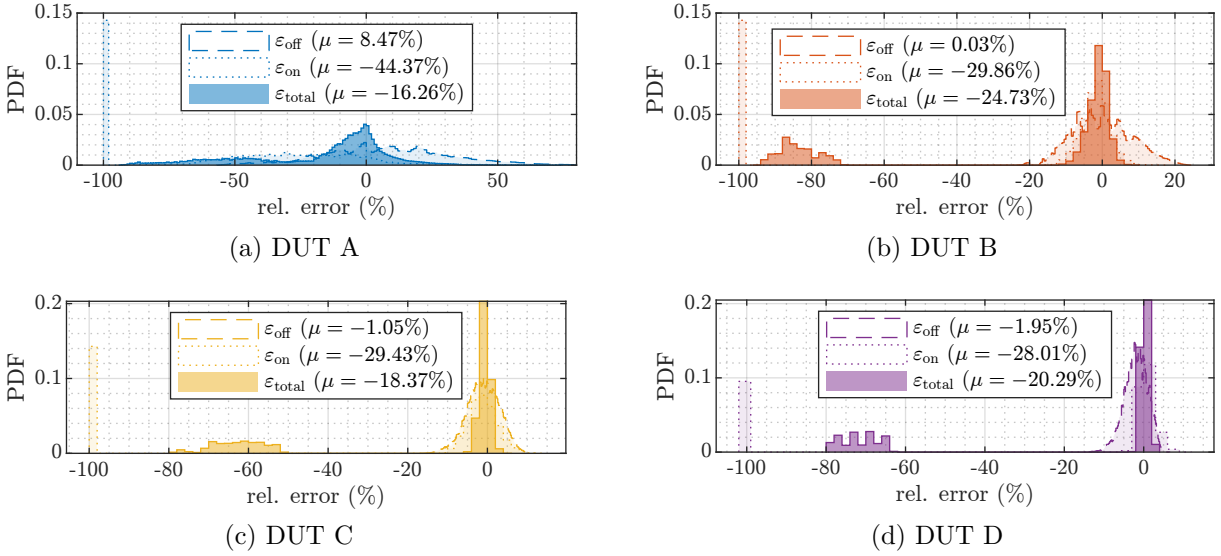 0.15
0.1
0.05
0
PDF
ε_off (μ = 8.47%)
ε_on (μ = −44.37%)
ε_total (μ = −16.26%)
-100 -50 0 50
rel. error (%)
(a) DUT A
0.15
0.1
0.05
0
PDF
ε_off (μ = 0.03%)
ε_on (μ = −29.86%)
ε_total (μ = −24.73%)
-100 -80 -60 -40 -20 0 20
rel. error (%)
(b) DUT B
0.2
0.1
0
PDF
ε_off (μ = −1.05%)
ε_on (μ = −29.43%)
ε_total (μ = −18.37%)
-100 -80 -60 -40 -20 0
rel. error (%)
(c) DUT C
0.2
0.1
0
PDF
ε_off (μ = −1.95%)
ε_on (μ = −28.01%)
ε_total (μ = −20.29%)
-100 -80 -60 -40 -20 0
rel. error (%)
(d) DUT D